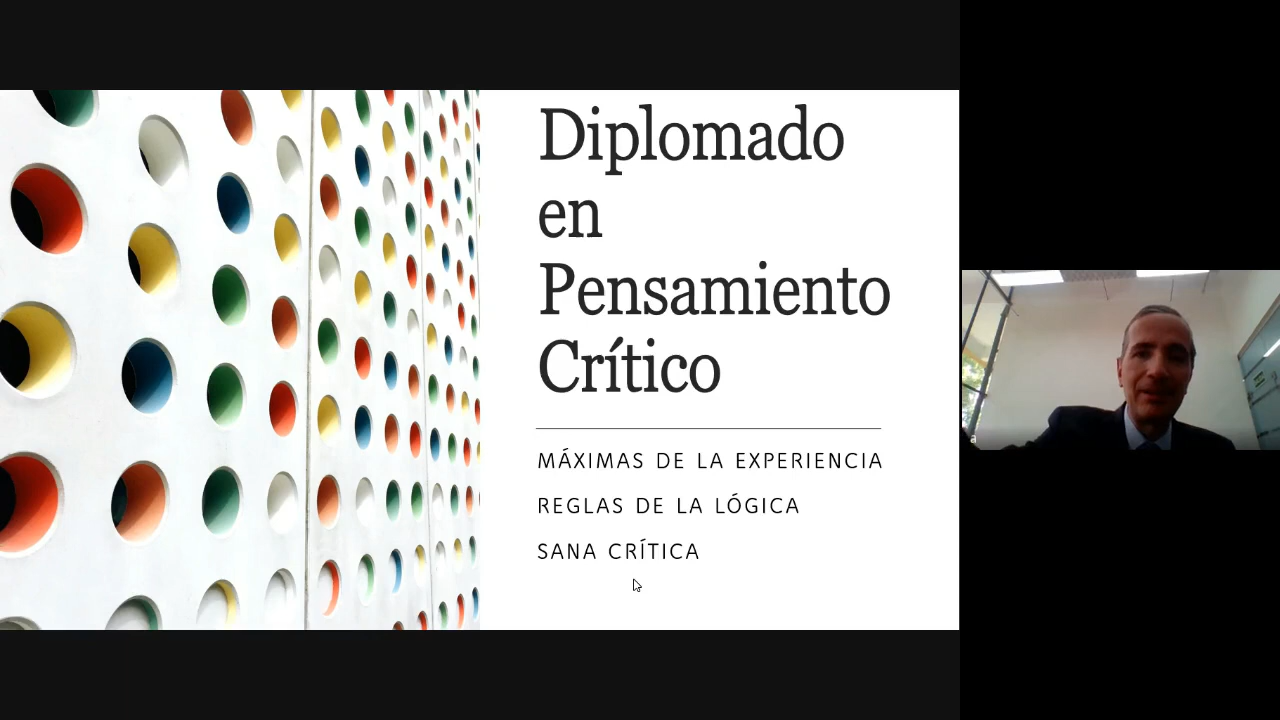 Diplomado
en
Pensamiento
Crítico
MÁXIMAS DE LA EXPERIENCIA
REGLAS DE LA LÓGICA
SANA CRÍTICA